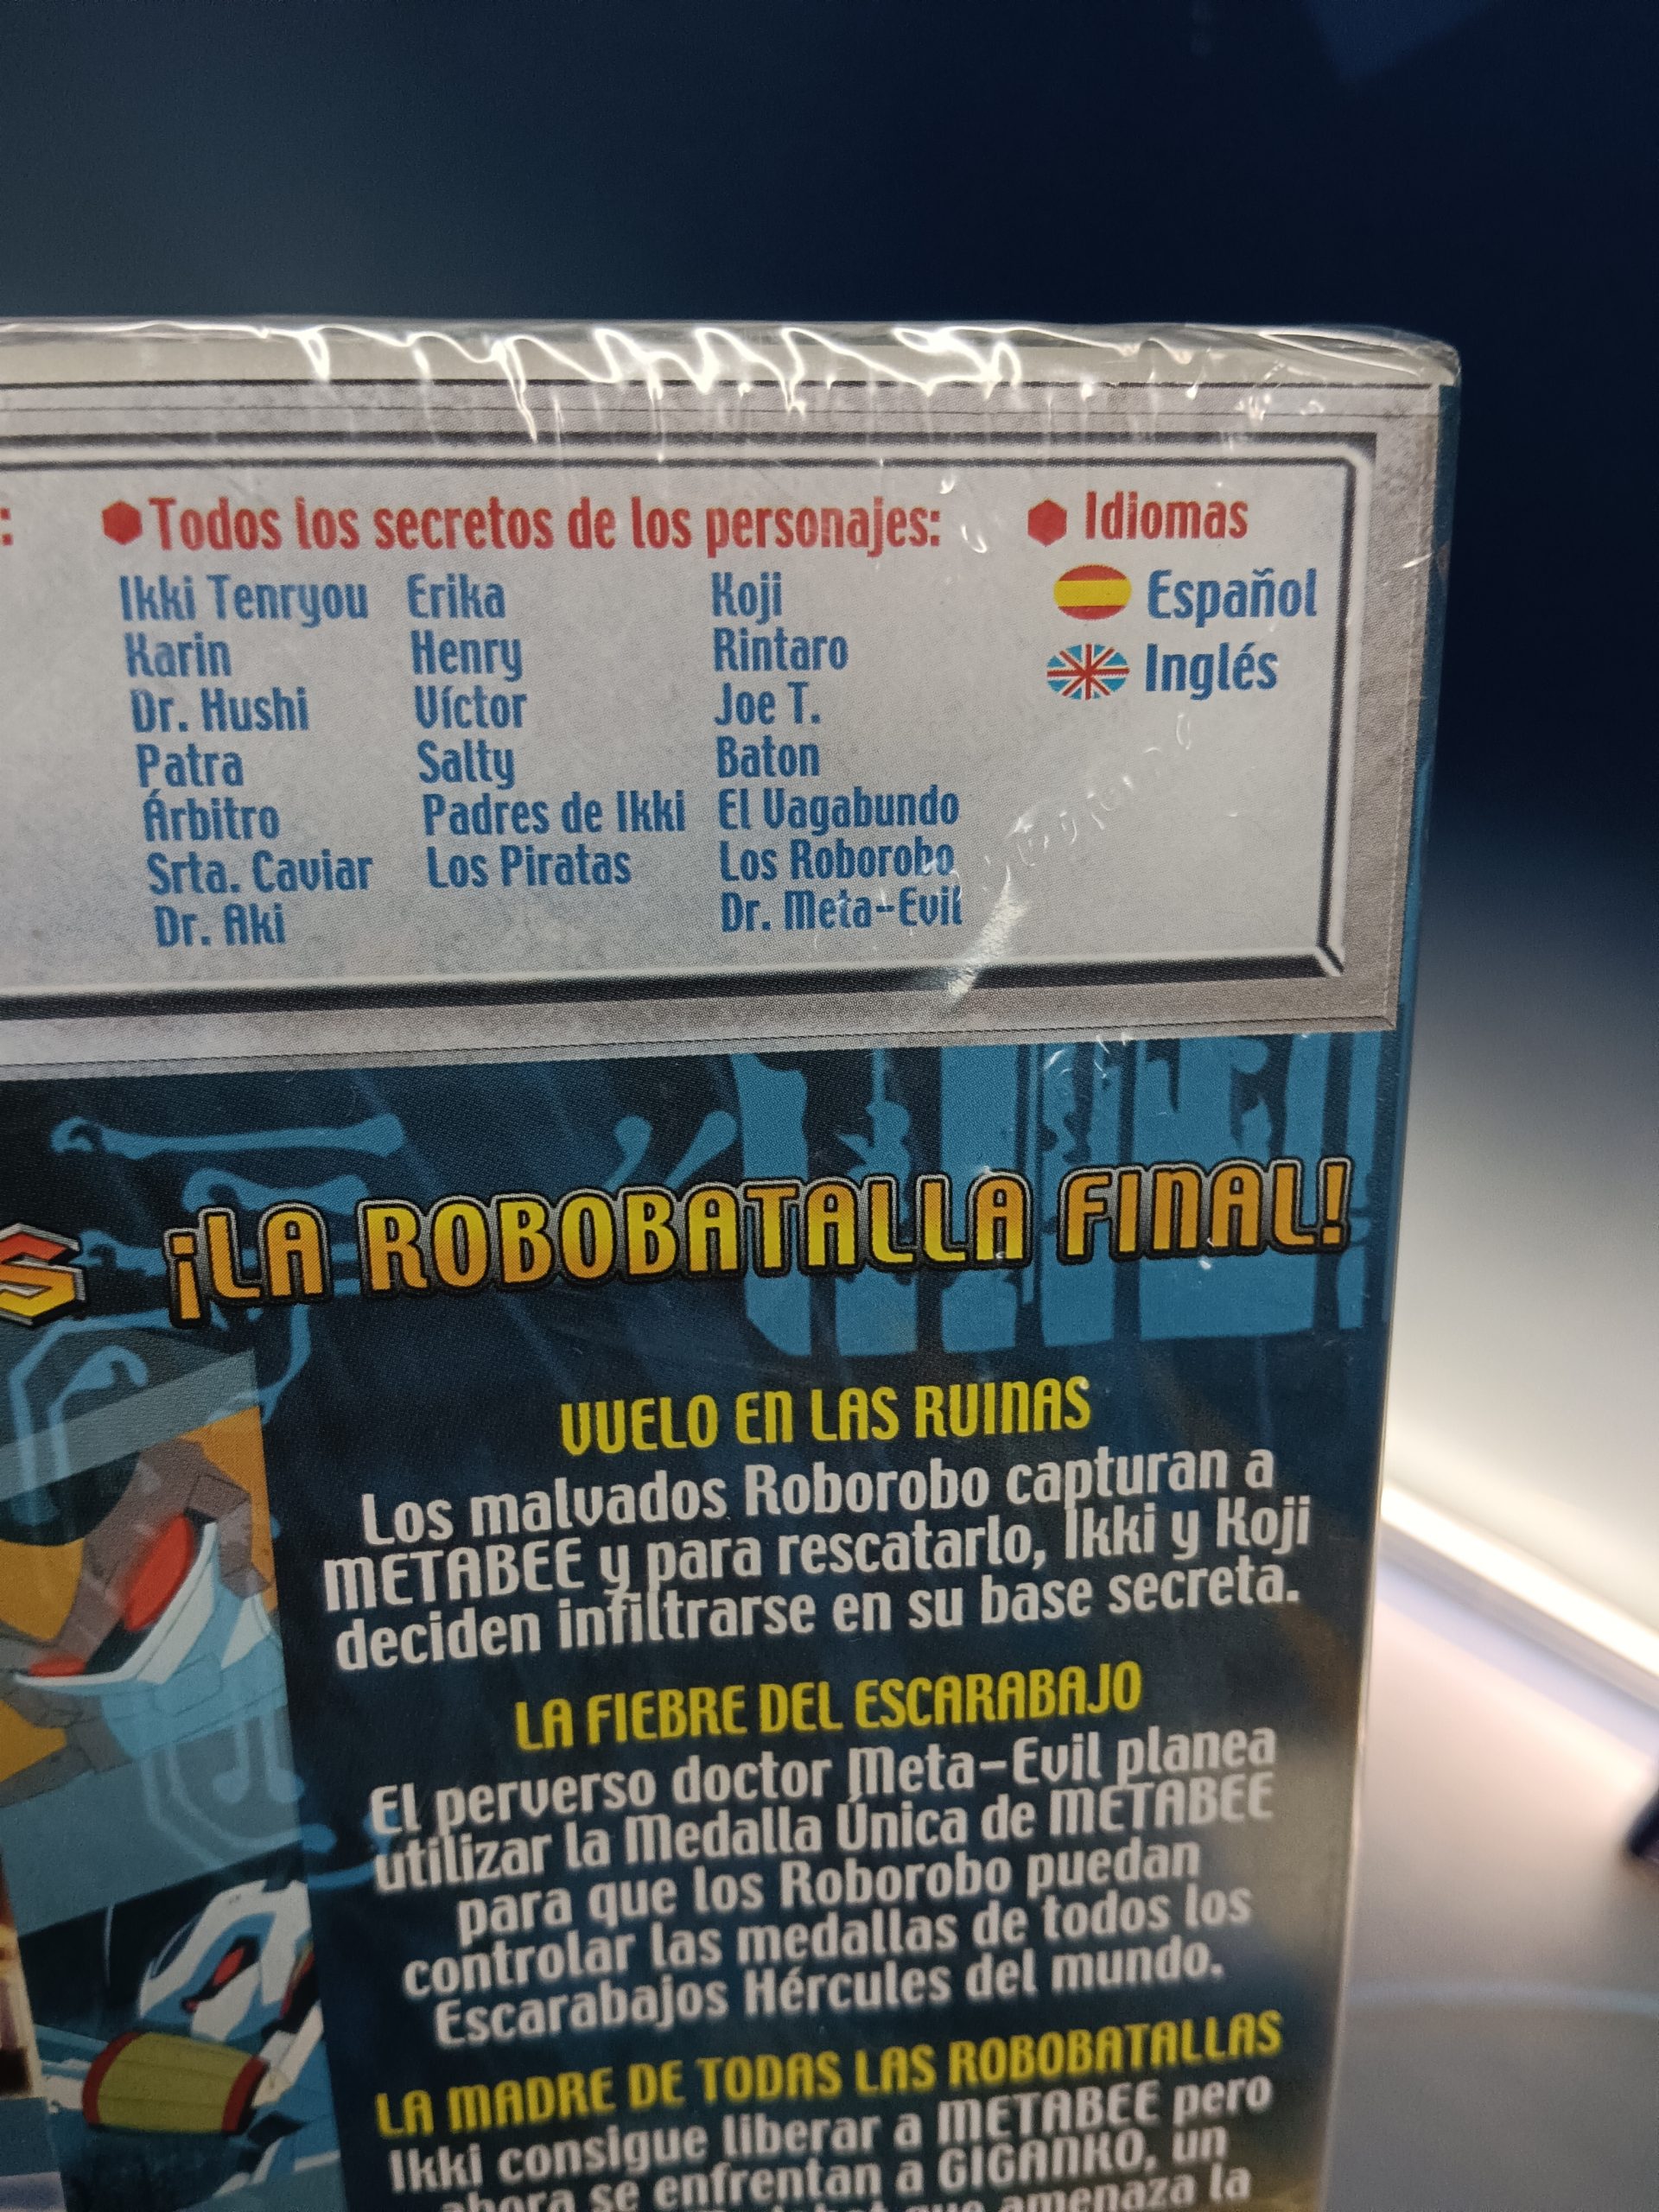 Todos los secretos de los personajes:
Ikki Tenryou
Karin
Dr. Hushi
Patra
Árbitro
Srta. Caviar
Dr. Aki
Erika
Henry
Víctor
Salty
Padres de Ikki
Los Piratas
Koji
Rintaro
Joe T.
Baton
El Vagabundo
Los Roborobo
Dr. Meta-Evil
Idiomas
Español
Inglés
S ¡LA ROBOBATALLA FINAL!
VUELO EN LAS RUINAS
Los malvados Roborobo capturan a
METABEE y para rescatarlo, Ikki y Koji
deciden infiltrarse en su base secreta.
LA FIEBRE DEL ESCARABAJO
El perverso doctor Meta-Evil planea
utilizar la Medalla Única de METABEE
para que los Roborobo puedan
controlar las medallas de todos los
Escarabajos Hércules del mundo.
LA MADRE DE TODAS LAS ROBOBATALLAS
Ikki consigue liberar a METABEE pero
ahora se enfrentan a GIGANKO, un
que amenaza la